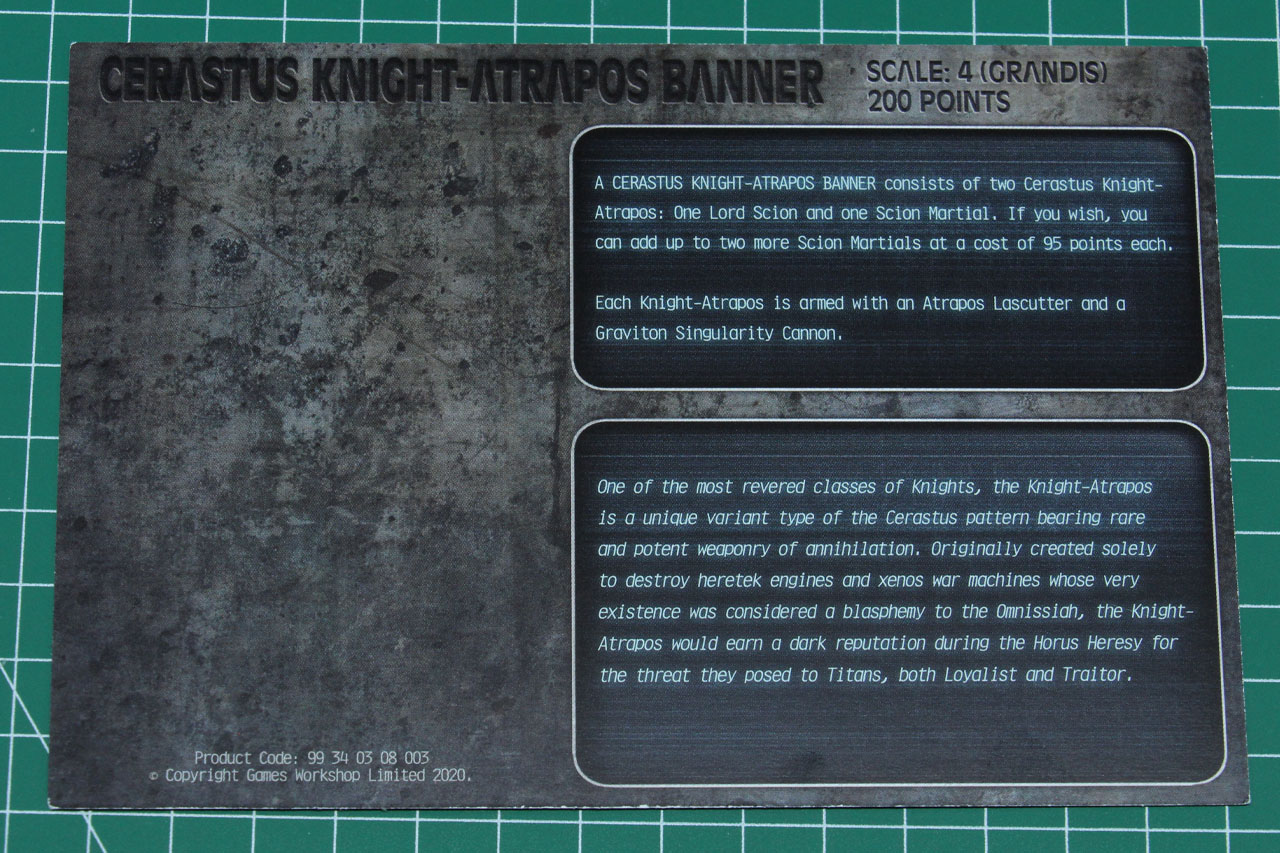 CERASTUS KNIGHT-ATRAPOS BANNER
SCALE: 4 (GRANDIS)
200 POINTS
A CERASTUS KNIGHT-ATRAPOS BANNER consists of two Cerastus Knight-
Atrapos: One Lord Scion and one Scion Martial. If you wish, you
can add up to two more Scion Martials at a cost of 95 points each.
Each Knight-Atrapos is armed with an Atrapos Lascutter and a
Graviton Singularity Cannon.
One of the most revered classes of Knights, the Knight-Atrapos
is a unique variant type of the Cerastus pattern bearing rare
and potent weaponry of annihilation. Originally created solely
to destroy heretek engines and xenos war machines whose very
existence was considered a blasphemy to the Omnissiah, the Knight-
Atrapos would earn a dark reputation during the Horus Heresy for
the threat they posed to Titans, both Loyalist and Traitor.
Product Code: 99 34 03 08 003
© Copyright Games Workshop Limited 2020.